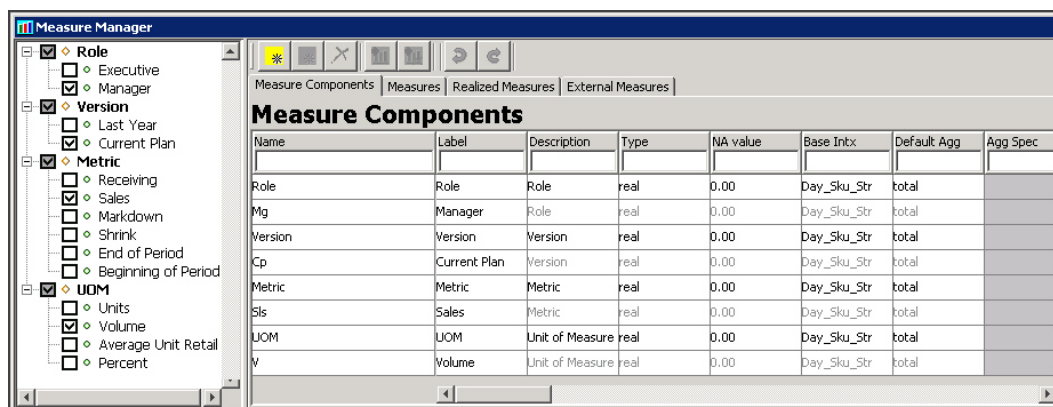 Measure Manager
Role
Executive
Manager
Version
Last Year
Current Plan
Metric
Receiving
Sales
Markdown
Shrink
End of Period
Beginning of Period
UOM
Units
Volume
Average Unit Retail
Percent
Measure Components Measures Realized Measures External Measures
Measure Components
Name Label Description Type NA value Base Intx Default Agg Agg Spec
Role Role Role real 0.00 Day_Sku_Str total
Mg Manager Role real 0.00 Day_Sku_Str total
Version Version Version real 0.00 Day_Sku_Str total
Cp Current Plan Version real 0.00 Day_Sku_Str total
Metric Metric Metric real 0.00 Day_Sku_Str total
Sls Sales Metric real 0.00 Day_Sku_Str total
UOM UOM Unit of Measure real 0.00 Day_Sku_Str total
V Volume Unit of Measure real 0.00 Day_Sku_Str total